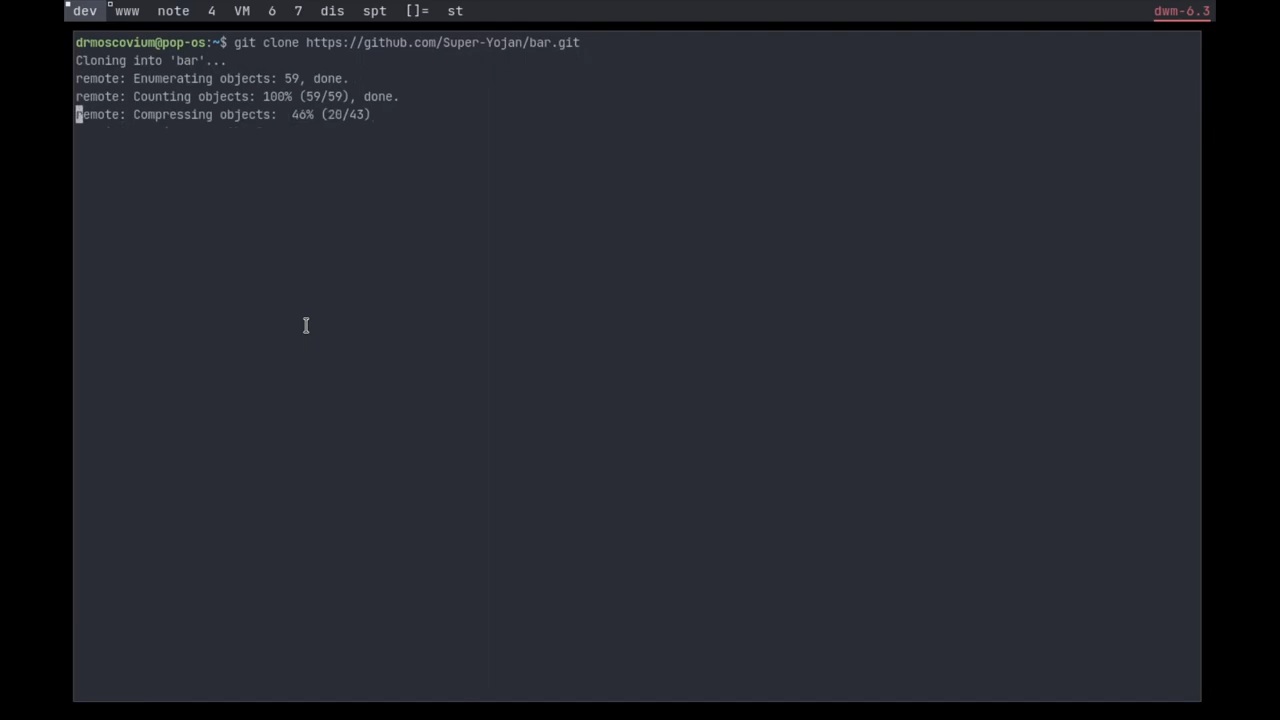 dev www note 4 VM 6 7 dis spt []= st dwm-6.3
drmoscovium@pop-os:~$ git clone https://github.com/Super-Yojan/bar.git
Cloning into 'bar'...
remote: Enumerating objects: 59, done.
remote: Counting objects: 100% (59/59), done.
remote: Compressing objects:  46% (20/43)